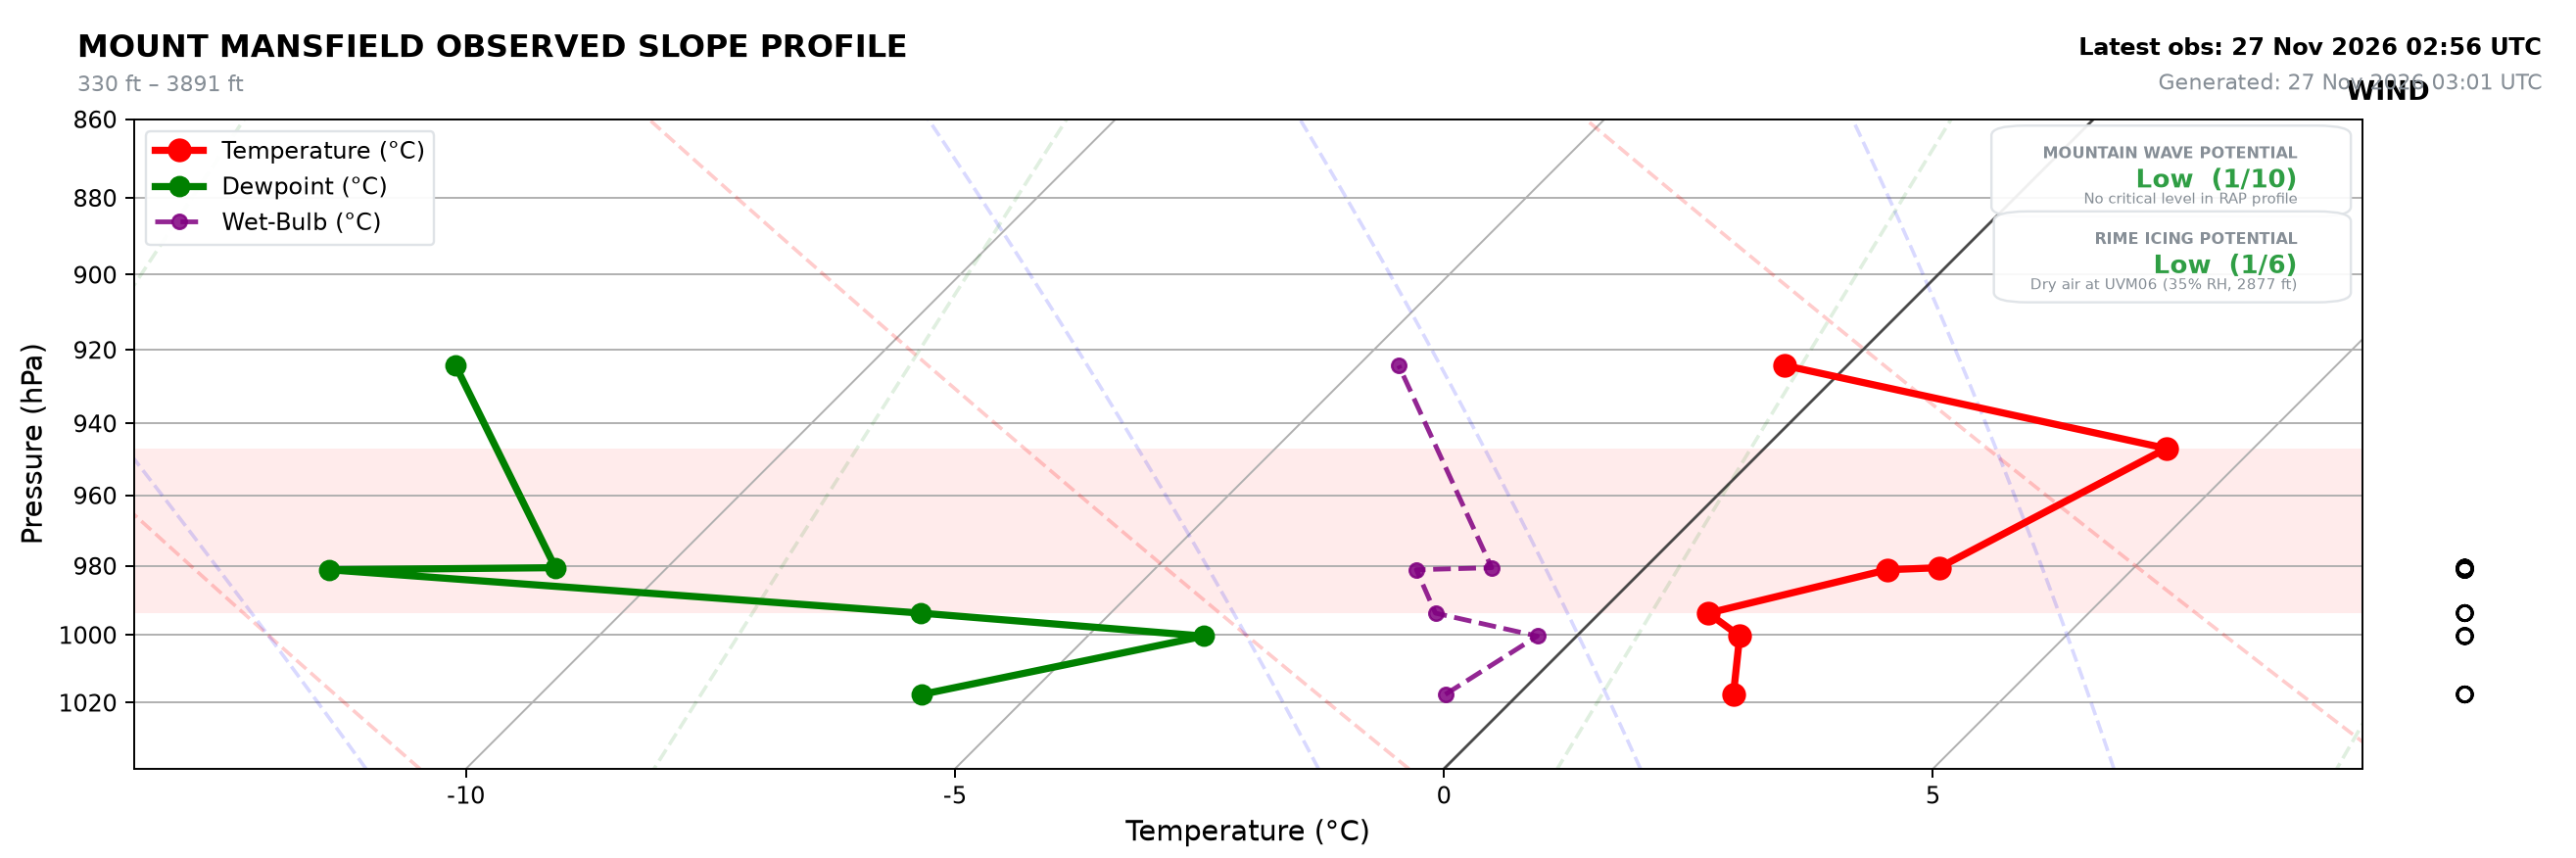 MOUNT MANSFIELD OBSERVED SLOPE PROFILE
330 ft – 3891 ft
Latest obs: 27 Nov 2026 02:56 UTC
Generated: 27 Nov 2026 03:01 UTC
WIND
Temperature (°C)
Dewpoint (°C)
Wet-Bulb (°C)
MOUNTAIN WAVE POTENTIAL
Low (1/10)
No critical level in RAP profile
RIME ICING POTENTIAL
Low (1/6)
Dry air at UVM06 (35% RH, 2877 ft)
Pressure (hPa)
860
880
900
920
940
960
980
1000
1020
-10
-5
0
5
Temperature (°C)